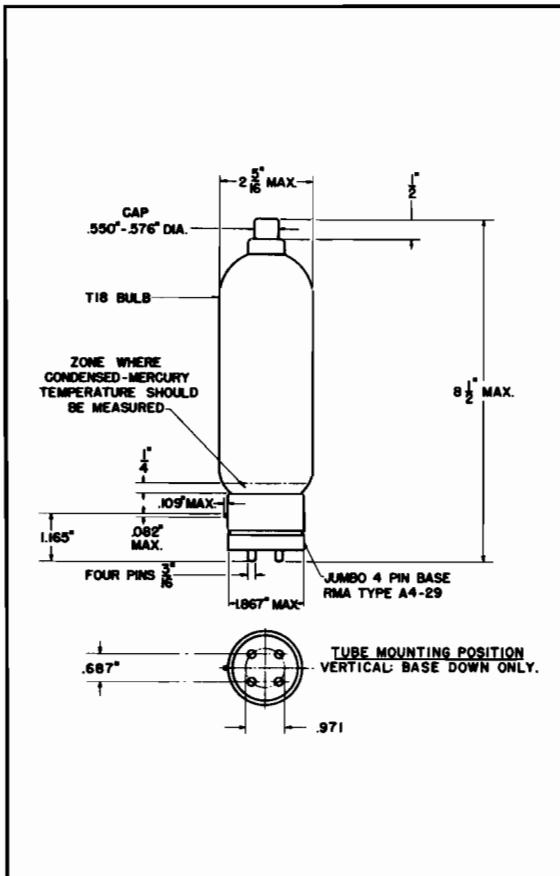 2 5/16" MAX.
1/2"
CAP
.550"-.576" DIA.
T18 BULB
ZONE WHERE
CONDENSED-MERCURY
TEMPERATURE SHOULD
BE MEASURED
8 1/2" MAX.
1/4"
.109" MAX.
1.165"
.082"
MAX.
FOUR PINS 3/16"
JUMBO 4 PIN BASE
RMA TYPE A4-29
1.867" MAX
TUBE MOUNTING POSITION
VERTICAL: BASE DOWN ONLY.
.687"
.971